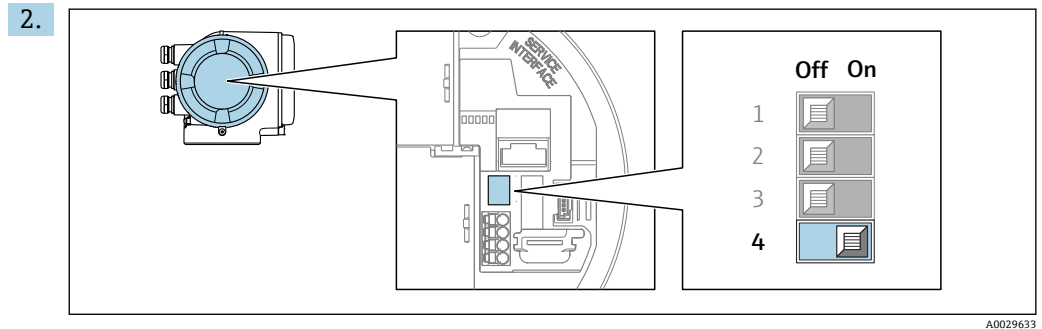 2.
SERVICE
INTERFACE
Off On
1
2
3
4
A0029633